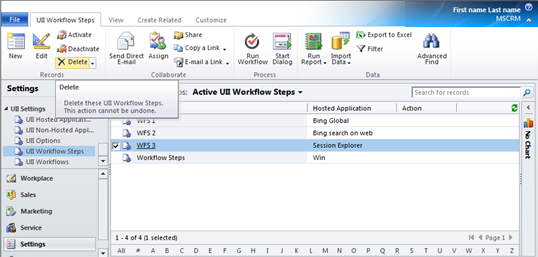 First name Last name
MSCRM
File
UII Workflow Steps
View
Create Related
Customize
New
Edit
Activate
Deactivate
Delete
Records
Send Direct E-mail
Assign
Share
Copy a Link
E-mail a Link
Collaborate
Run Workflow
Start Dialog
Process
Run Report
Import Data
Export to Excel
Filter
Data
Advanced Find
Delete
Delete these UII Workflow Steps.
This action cannot be undone.
Settings
UII Settings
UII Hosted Applicat...
UII Non-Hosted Appl...
UII Options
UII Workflow Steps
UII Workflows
Workplace
Sales
Marketing
Service
Settings
Active UII Workflow Steps
Search for records
Hosted Application
Action
WFS 1 Bing Global
WFS 2 Bing search on web
WFS 3 Session Explorer
Workflow Steps Win
No Chart
1 - 4 of 4 (1 selected)
Page 1
All # A B C D E F G H I J K L M N O P Q R S T U V W X Y Z